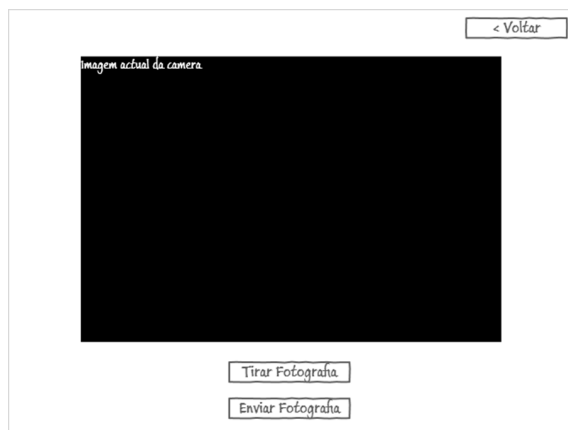 < Voltar
Imagem actual da camera
Tirar Fotografia
Enviar Fotografia